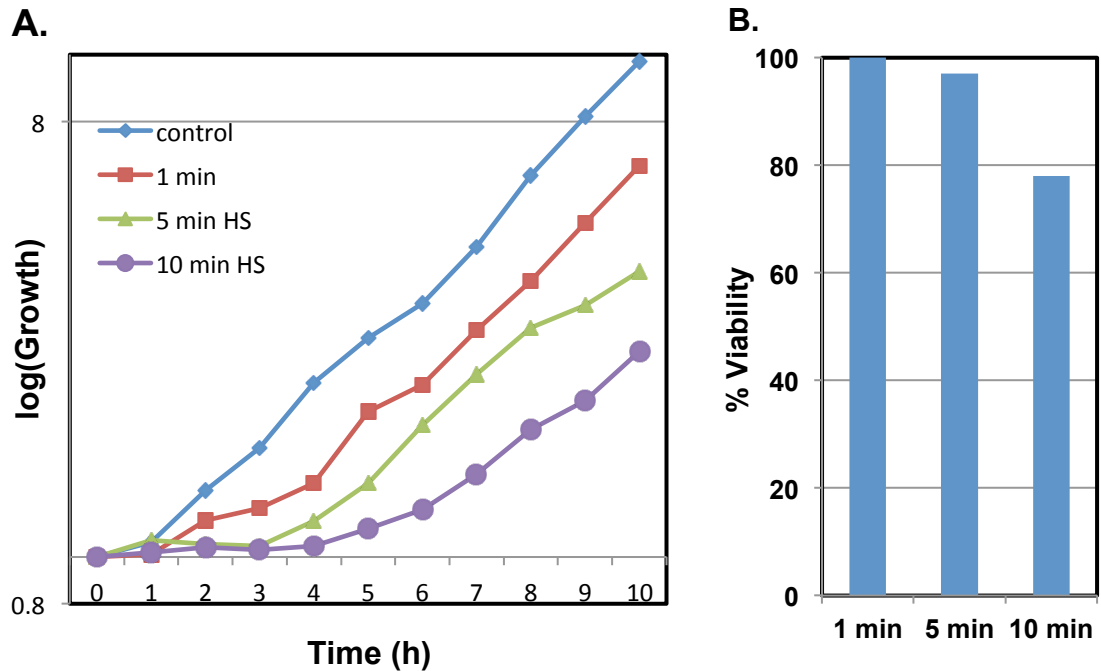 A.
log(Growth)
8
0.8
control
1 min
5 min HS
10 min HS
0 1 2 3 4 5 6 7 8 9 10
Time (h)
B.
% Viability
100
80
60
40
20
0
1 min 5 min 10 min